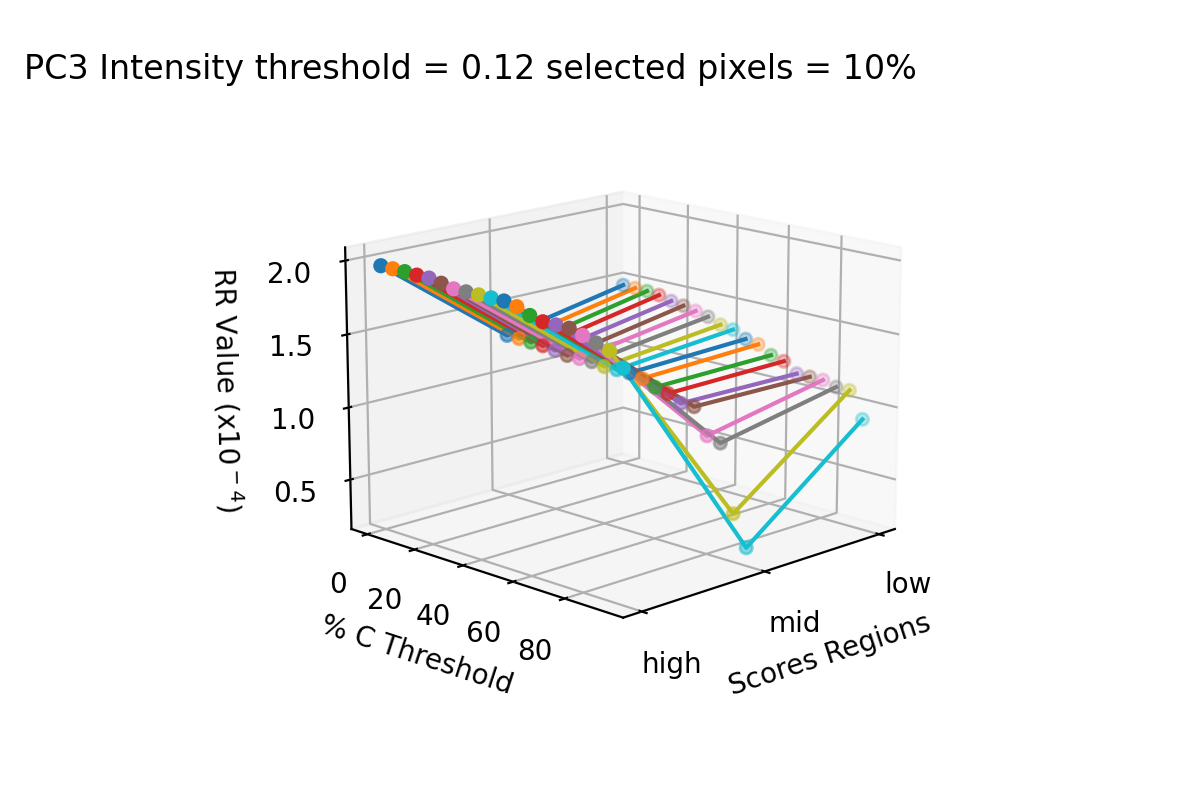 PC3 Intensity threshold = 0.12 selected pixels = 10%
RR Value (x10⁻⁴)
2.0
1.5
1.0
0.5
0
20
40
60
80
% C Threshold
high
mid
low
Scores Regions